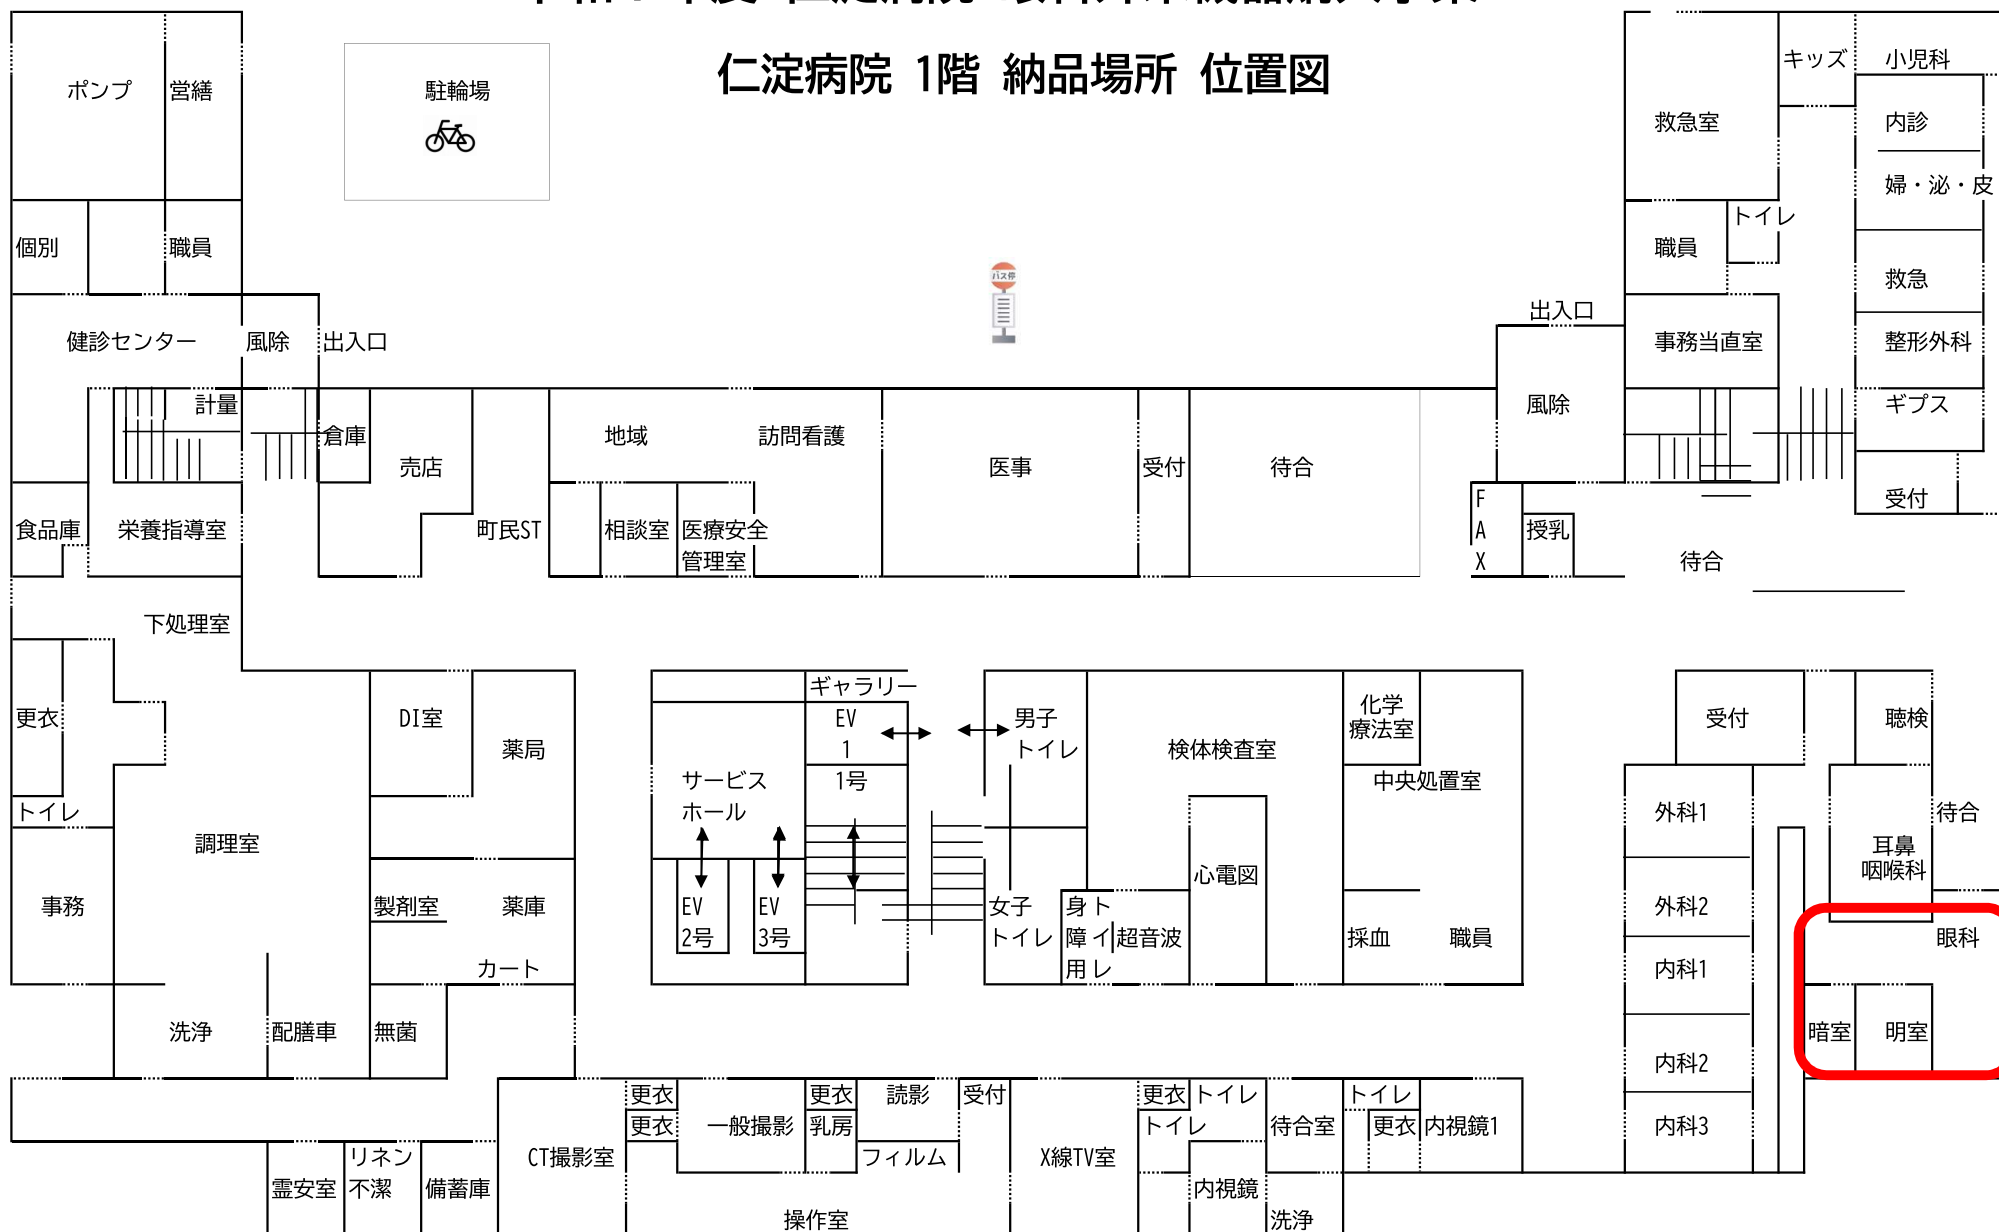 仁淀病院 1階 納品場所 位置図
ポンプ
営繕
駐輪場
個別
職員
健診センター
風除
出入口
バス停
キッズ
小児科
救急室
内診
婦・泌・皮
トイレ
職員
救急
出入口
事務当直室
整形外科
風除
ギプス
受付
計量
倉庫
売店
地域
訪問看護
医事
受付
待合
食品庫
栄養指導室
町民ST
相談室
医療安全
管理室
FAX
授乳
待合
下処理室
更衣
DI室
薬局
トイレ
調理室
事務
製剤室
薬庫
カート
洗浄
配膳車
無菌
ギャラリー
EV
1
1号
サービス
ホール
EV
2号
EV
3号
男子
トイレ
女子
トイレ
身障用
トイレ
超音波
検体検査室
心電図
化学
療法室
中央処置室
採血
職員
受付
聴検
外科1
待合
耳鼻
咽喉科
外科2
眼科
内科1
暗室
明室
内科2
内科3
更衣
更衣
一般撮影
更衣
乳房
読影
受付
フィルム
CT撮影室
X線TV室
更衣
トイレ
トイレ
待合室
トイレ
更衣
内視鏡1
内視鏡
洗浄
霊安室
リネン
不潔
備蓄庫
操作室